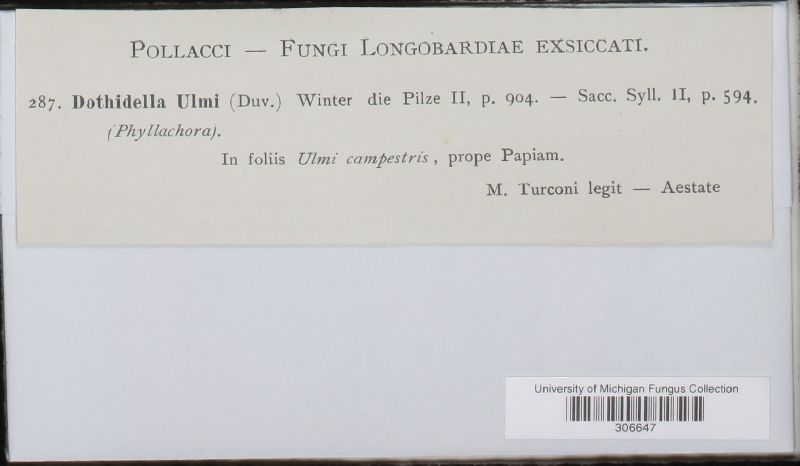 POLLACCI — FUNGI LONGOBARDIAE EXSICCATI.
287. Dothidella Ulmi (Duv.) Winter die Pilze II, p. 904. — Sacc. Syll. II, p. 594.
(Phyllachora).
In foliis Ulmi campestris, prope Papiam.
M. Turconi legit — Aestate
University of Michigan Fungus Collection
306647